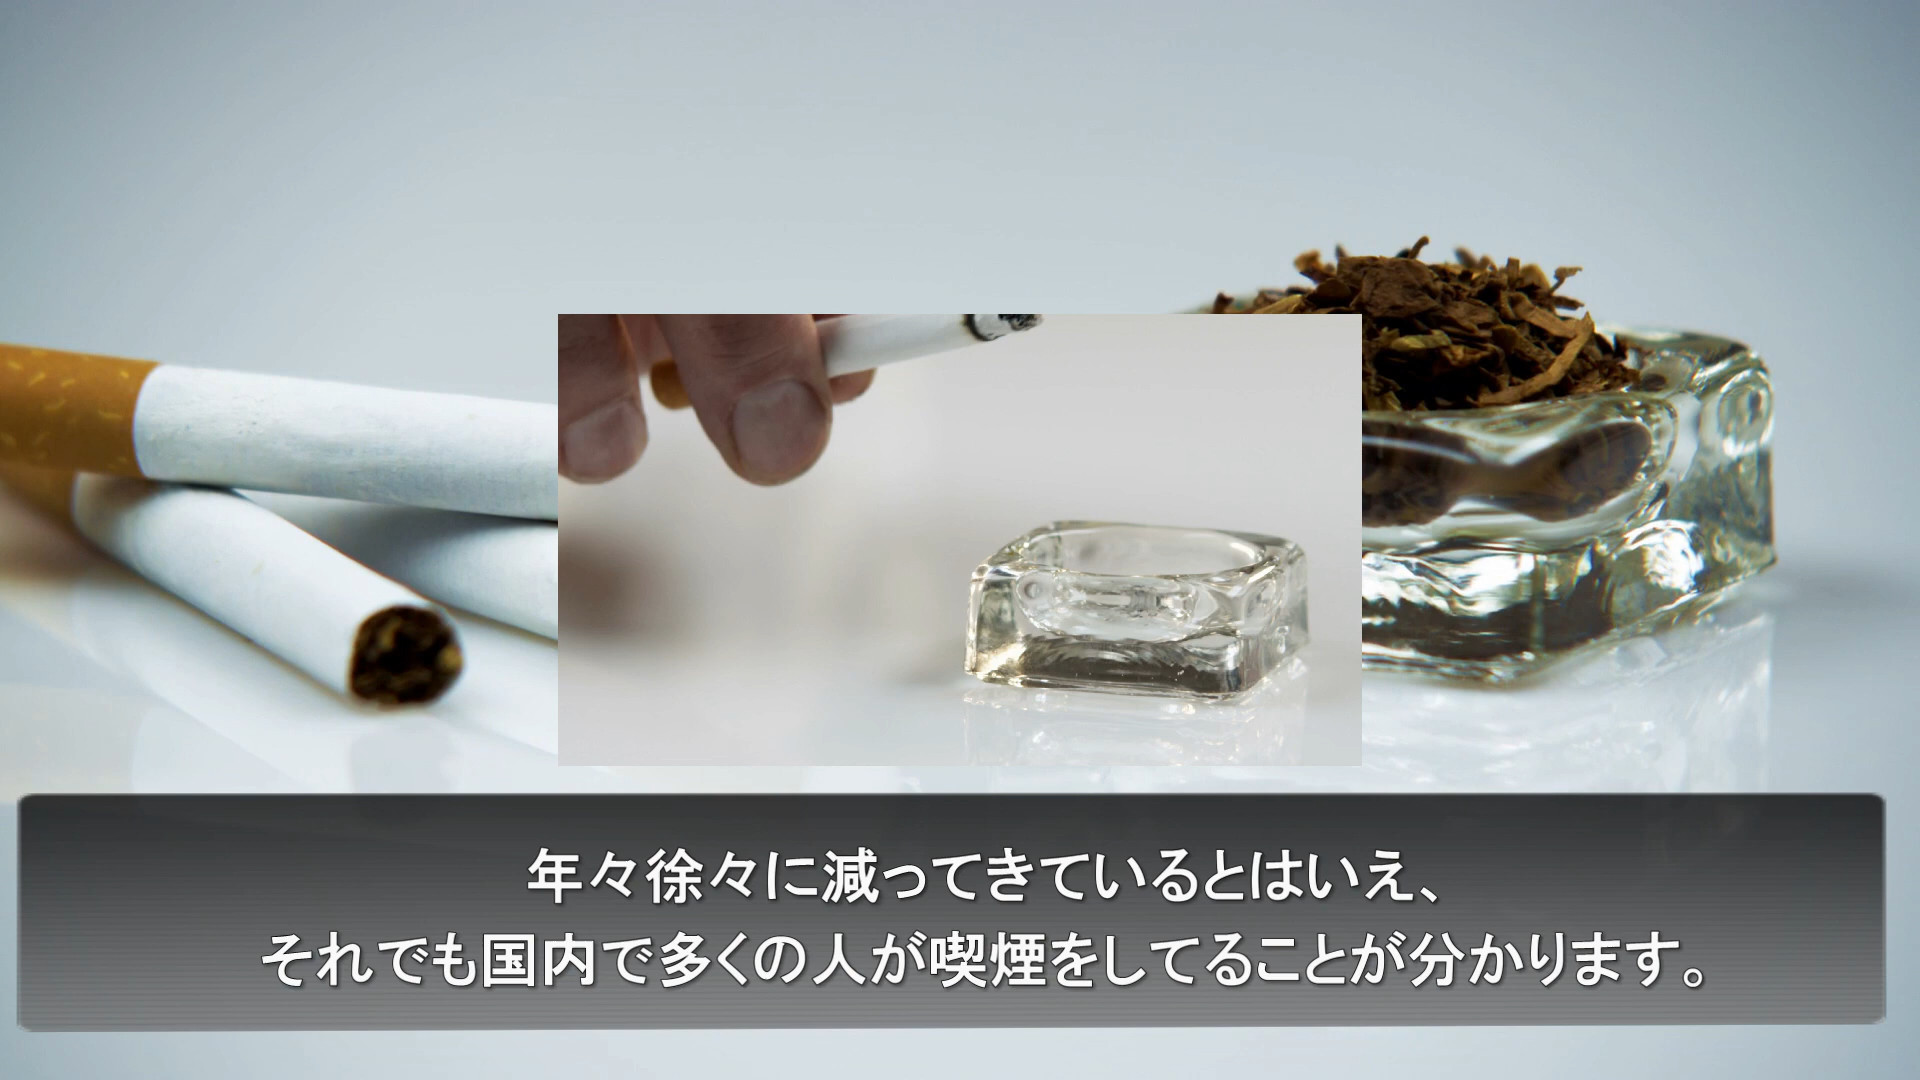 年々徐々に減ってきているとはいえ、
それでも国内で多くの人が喫煙をしてることが分かります。